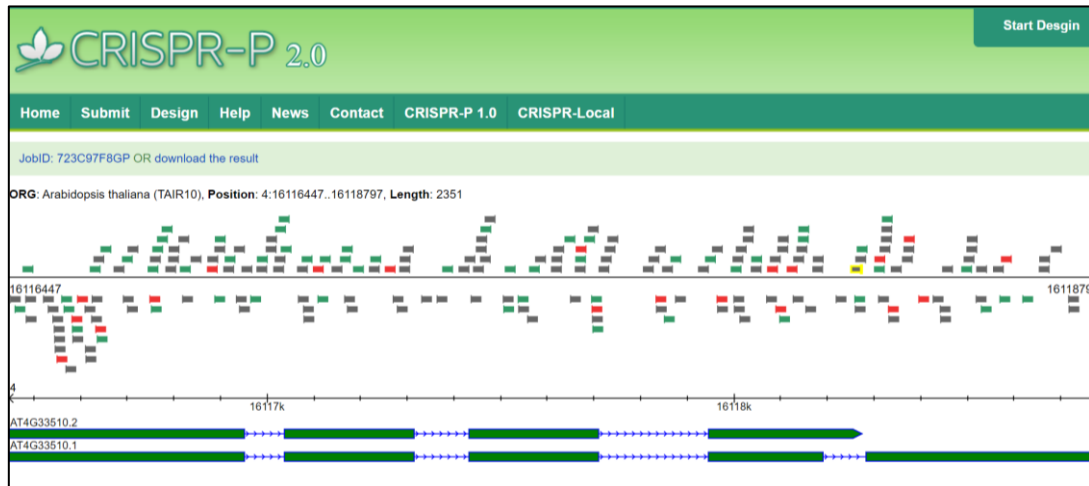 Start Desgin
CRISPR-P 2.0
Home Submit Design Help News Contact CRISPR-P 1.0 CRISPR-Local
JobID: 723C97F8GP OR download the result
ORG: Arabidopsis thaliana (TAIR10), Position: 4:16116447..16118797, Length: 2351
16116447 1611879
4
16117k 16118k
AT4G33510.2
AT4G33510.1